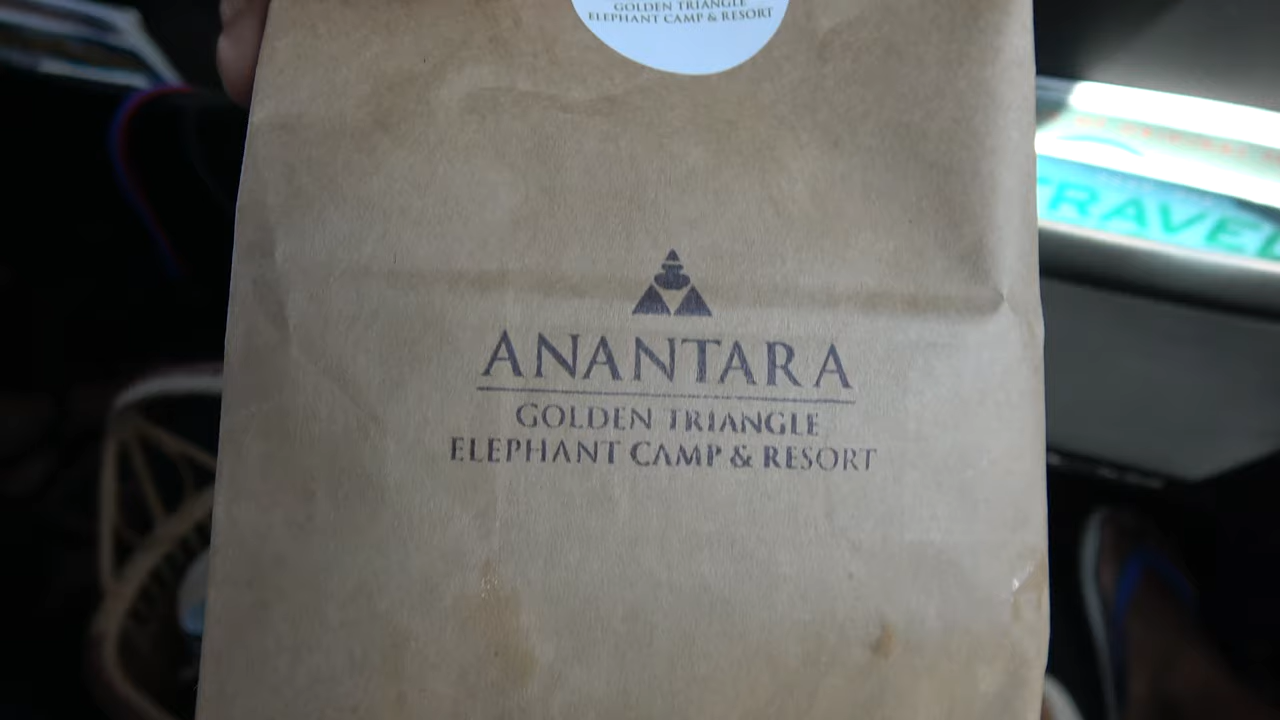 GOLDEN TRIANGLE
ELEPHANT CAMP & RESORT
ANANTARA
GOLDEN TRIANGLE
ELEPHANT CAMP & RESORT
TRAVEL